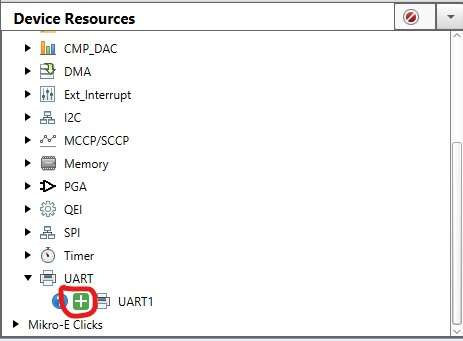 Device Resources
CMP_DAC
DMA
Ext_Interrupt
I2C
MCCP/SCCP
Memory
PGA
QEI
SPI
Timer
UART
UART1
Mikro-E Clicks